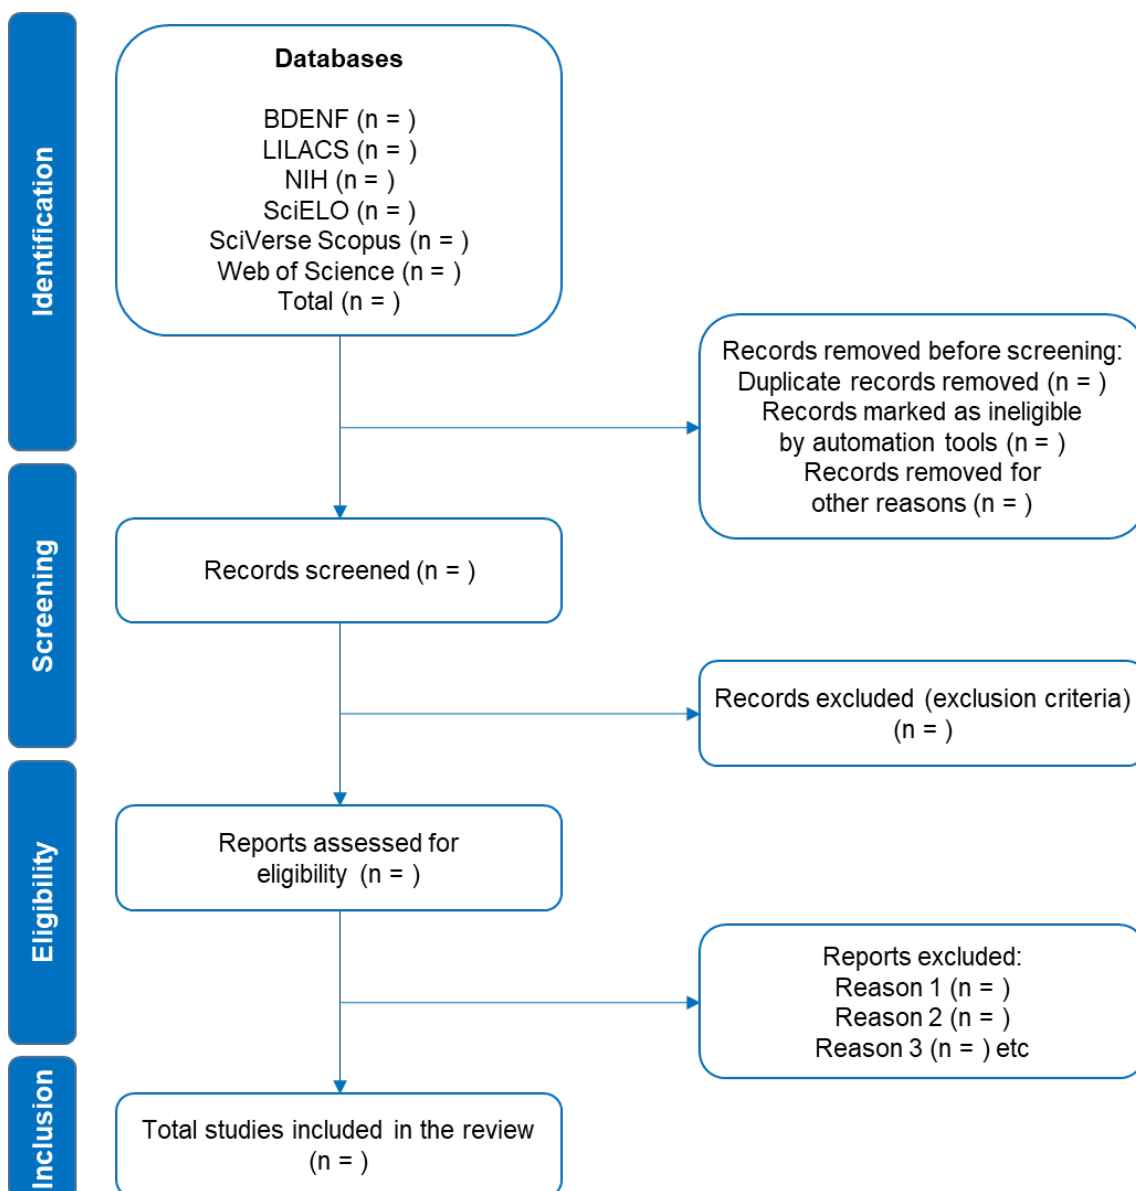 Identification
Databases
BDENF (n = )
LILACS (n = )
NIH (n = )
SciELO (n = )
SciVerse Scopus (n = )
Web of Science (n = )
Total (n = )
Records removed before screening:
Duplicate records removed (n = )
Records marked as ineligible
by automation tools (n = )
Records removed for
other reasons (n = )
Screening
Records screened (n = )
Records excluded (exclusion criteria)
(n = )
Eligibility
Reports assessed for
eligibility (n = )
Reports excluded:
Reason 1 (n = )
Reason 2 (n = )
Reason 3 (n = ) etc
Inclusion
Total studies included in the review
(n = )